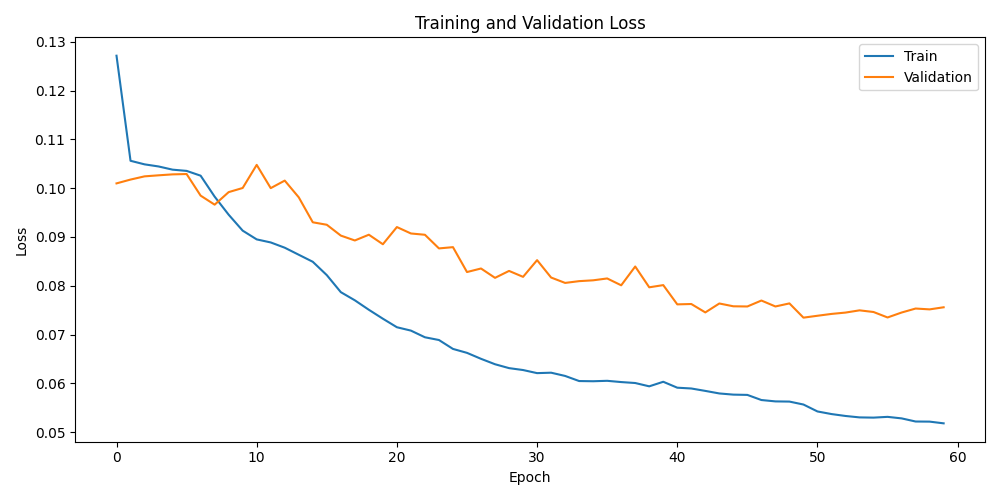 Training and Validation Loss
Train
Validation
Loss
0.13
0.12
0.11
0.10
0.09
0.08
0.07
0.06
0.05
0 10 20 30 40 50 60
Epoch